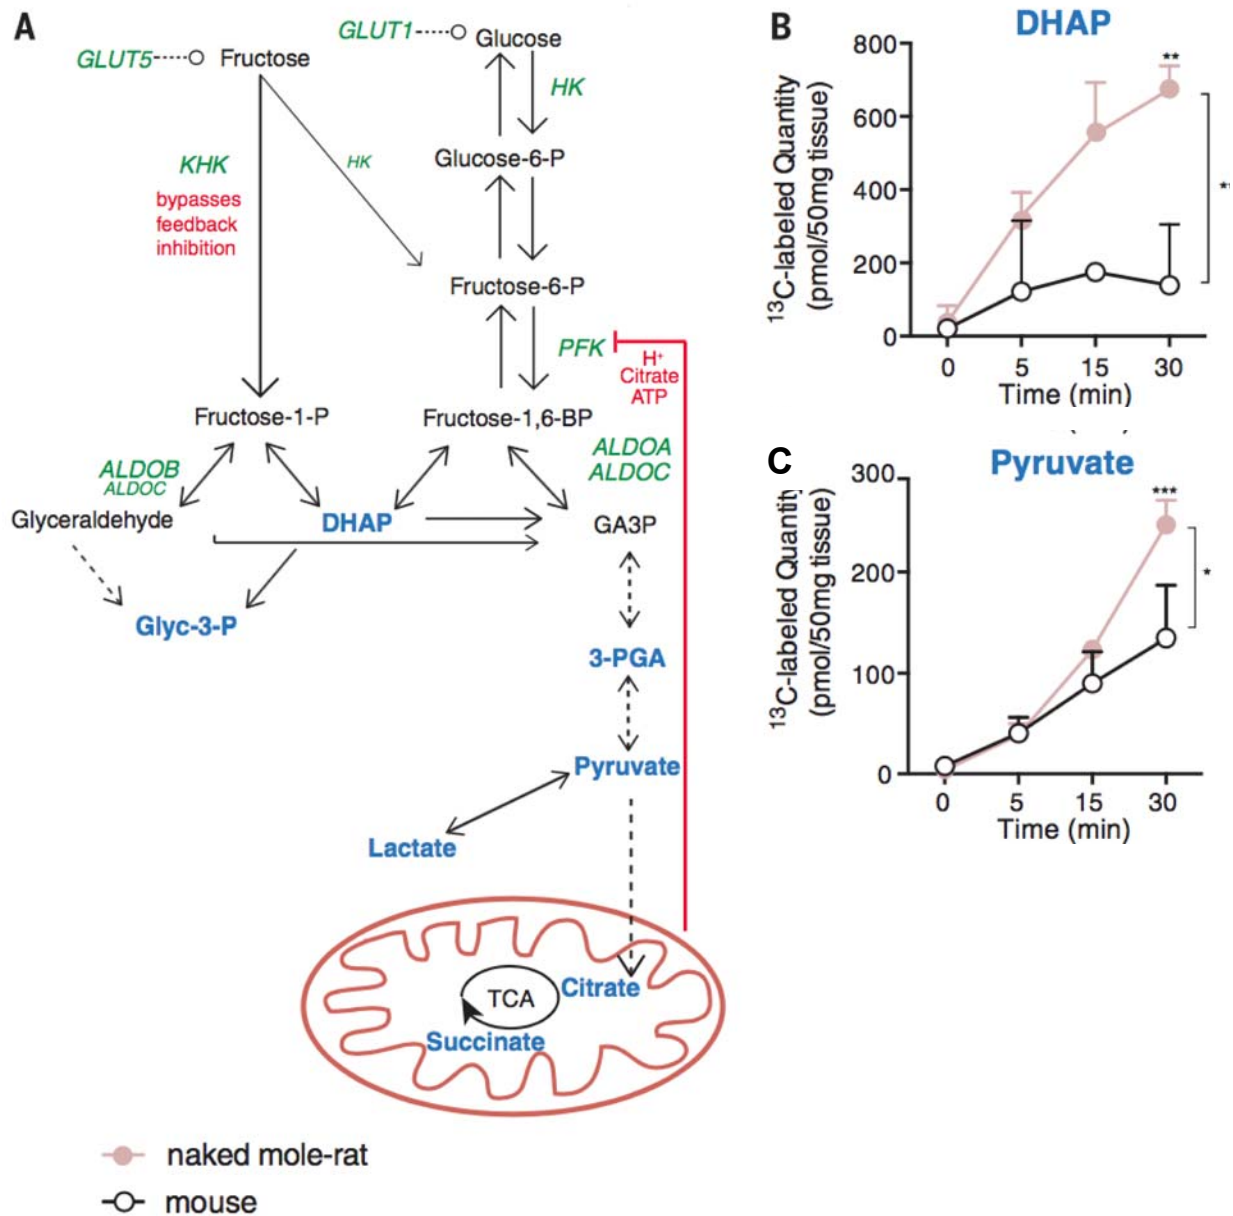 A
GLUT5
Fructose
GLUT1
Glucose
HK
KHK
bypasses
feedback
inhibition
HK
Glucose-6-P
Fructose-6-P
PFK
H⁺
Citrate
ATP
Fructose-1-P
Fructose-1,6-BP
ALDOB
ALDOC
ALDOA
ALDOC
Glyceraldehyde
DHAP
GA3P
Glyc-3-P
3-PGA
Pyruvate
Lactate
TCA
Citrate
Succinate
naked mole-rat
mouse
B
DHAP
¹³C-labeled Quantity
(pmol/50mg tissue)
800
600
400
200
0
0 5 15 30
Time (min)
**
C
Pyruvate
¹³C-labeled Quantit
(pmol/50mg tissue)
300
200
100
0
0 5 15 30
Time (min)
***
*